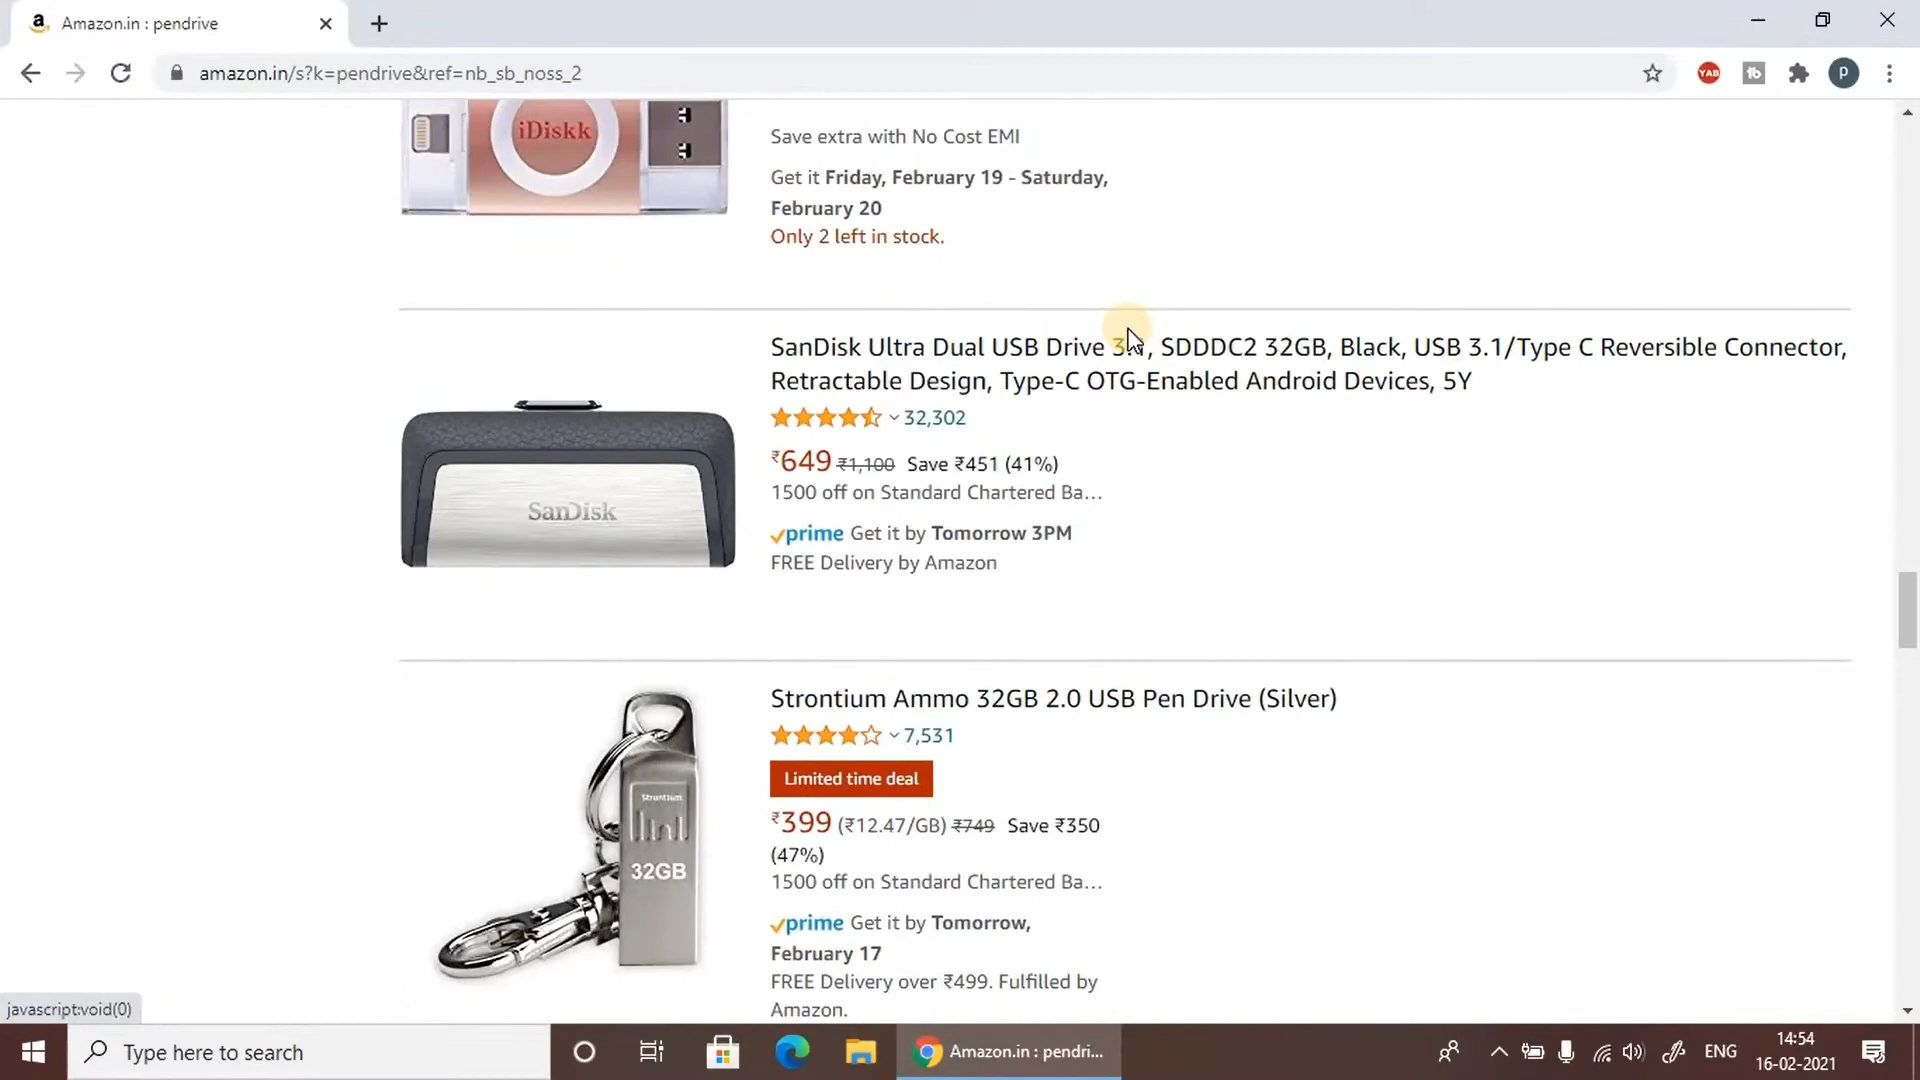 Amazon.in : pendrive
amazon.in/s?k=pendrive&ref=nb_sb_noss_2
YAB
tb
P
iDiskk
Save extra with No Cost EMI
Get it Friday, February 19 - Saturday,
February 20
Only 2 left in stock.
SanDisk Ultra Dual USB Drive 3.1, SDDDC2 32GB, Black, USB 3.1/Type C Reversible Connector,
Retractable Design, Type-C OTG-Enabled Android Devices, 5Y
32,302
₹649 ₹1,100 Save ₹451 (41%)
1500 off on Standard Chartered Ba...
prime Get it by Tomorrow 3PM
FREE Delivery by Amazon
SanDisk
Strontium Ammo 32GB 2.0 USB Pen Drive (Silver)
7,531
Limited time deal
₹399 (₹12.47/GB) ₹749 Save ₹350
(47%)
1500 off on Standard Chartered Ba...
prime Get it by Tomorrow,
February 17
FREE Delivery over ₹499. Fulfilled by
Amazon.
Strontium
32GB
javascript:void(0)
Type here to search
Amazon.in : pendri...
ENG
14:54
16-02-2021